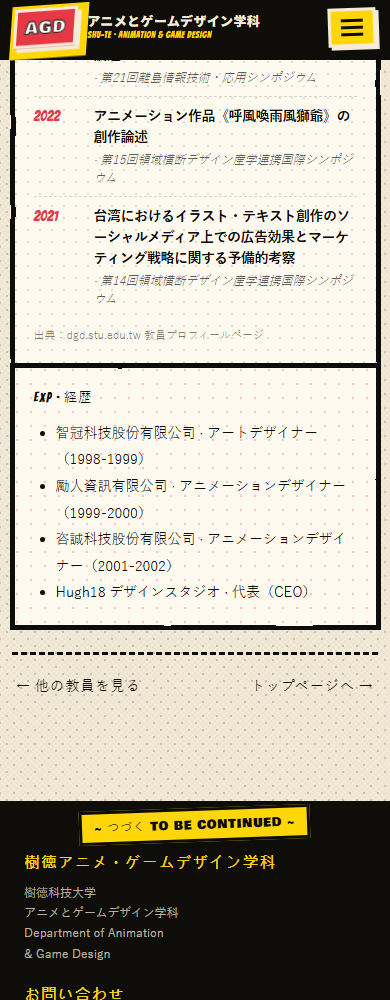 AGD
アニメとゲームデザイン学科
SHU-TE・ANIMATION & GAME DESIGN
- 第21回離島情報技術・応用シンポジウム
2022
アニメーション作品《呼風喚雨風獅爺》の
創作論述
- 第15回領域横断デザイン産学連携国際シンポジ
ウム
2021
台湾におけるイラスト・テキスト創作のソ
ーシャルメディア上での広告効果とマーケ
ティング戦略に関する予備的考察
- 第14回領域横断デザイン産学連携国際シンポジ
ウム
出典：dgd.stu.edu.tw 教員プロフィールページ
EXP・経歴
智冠科技股份有限公司 · アートデザイナー
（1998-1999）
勵人資訊有限公司 · アニメーションデザイナー
（1999-2000）
咨誠科技股份有限公司 · アニメーションデザイ
ナー（2001-2002）
Hugh18 デザインスタジオ · 代表（CEO）
← 他の教員を見る
トップページへ →
~ つづく TO BE CONTINUED ~
樹德アニメ・ゲームデザイン学科
樹徳科技大学
アニメとゲームデザイン学科
Department of Animation
& Game Design
お問い合わせ